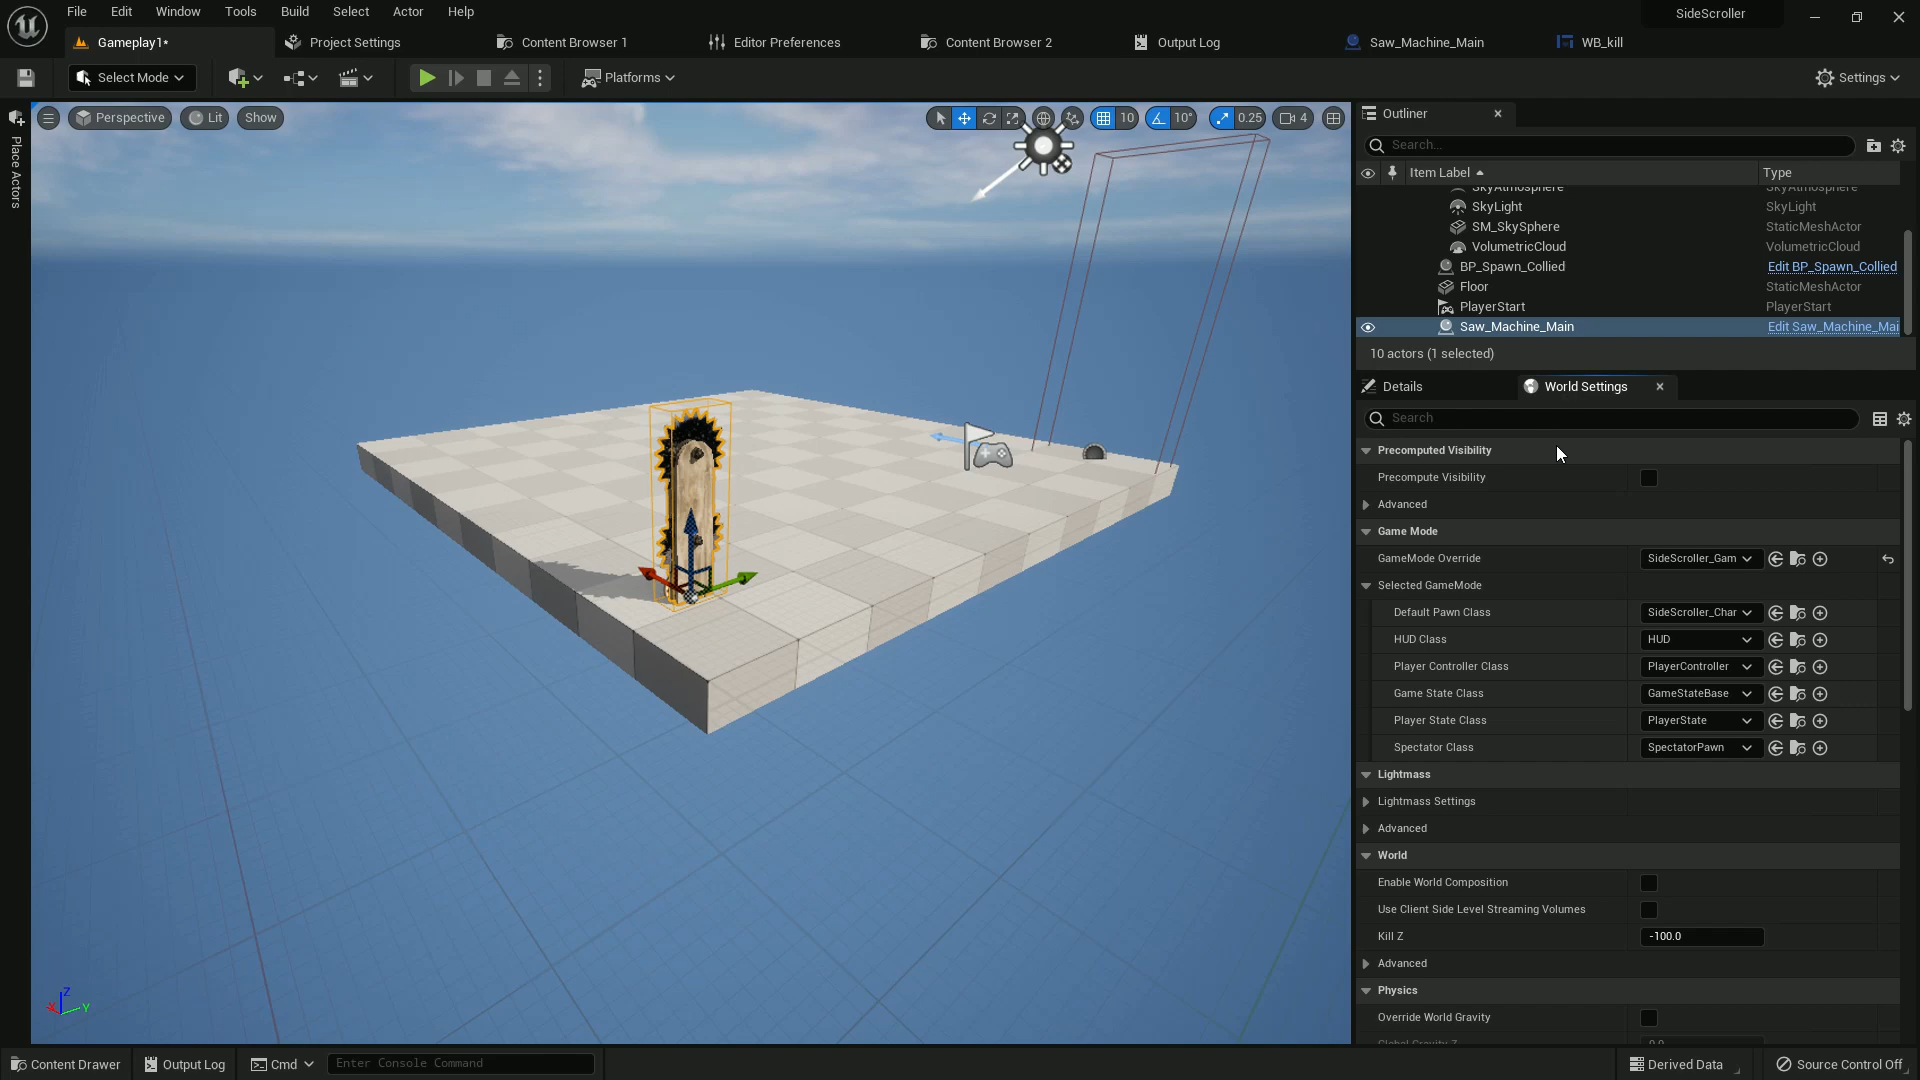 File Edit Window Tools Build Select Actor Help
SideScroller
Gameplay1* Project Settings Content Browser 1 Editor Preferences Content Browser 2 Output Log Saw_Machine_Main WB_kill
Select Mode Platforms Settings
Place Actors
Perspective Lit Show 10 10° 0.25 4
Outliner
Search...
Item Label Type
SkyAtmosphere SkyAtmosphere
SkyLight SkyLight
SM_SkySphere StaticMeshActor
VolumetricCloud VolumetricCloud
BP_Spawn_Collied Edit BP_Spawn_Collied
Floor StaticMeshActor
PlayerStart PlayerStart
Saw_Machine_Main Edit Saw_Machine_Mai
10 actors (1 selected)
Details World Settings
Search
Precomputed Visibility
Precompute Visibility
Advanced
Game Mode
GameMode Override SideScroller_Gam
Selected GameMode
Default Pawn Class SideScroller_Char
HUD Class HUD
Player Controller Class PlayerController
Game State Class GameStateBase
Player State Class PlayerState
Spectator Class SpectatorPawn
Lightmass
Lightmass Settings
Advanced
World
Enable World Composition
Use Client Side Level Streaming Volumes
Kill Z -100.0
Advanced
Physics
Override World Gravity
Global Gravity Z 0.0
X Z Y
Content Drawer Output Log Cmd Enter Console Command Derived Data Source Control Off